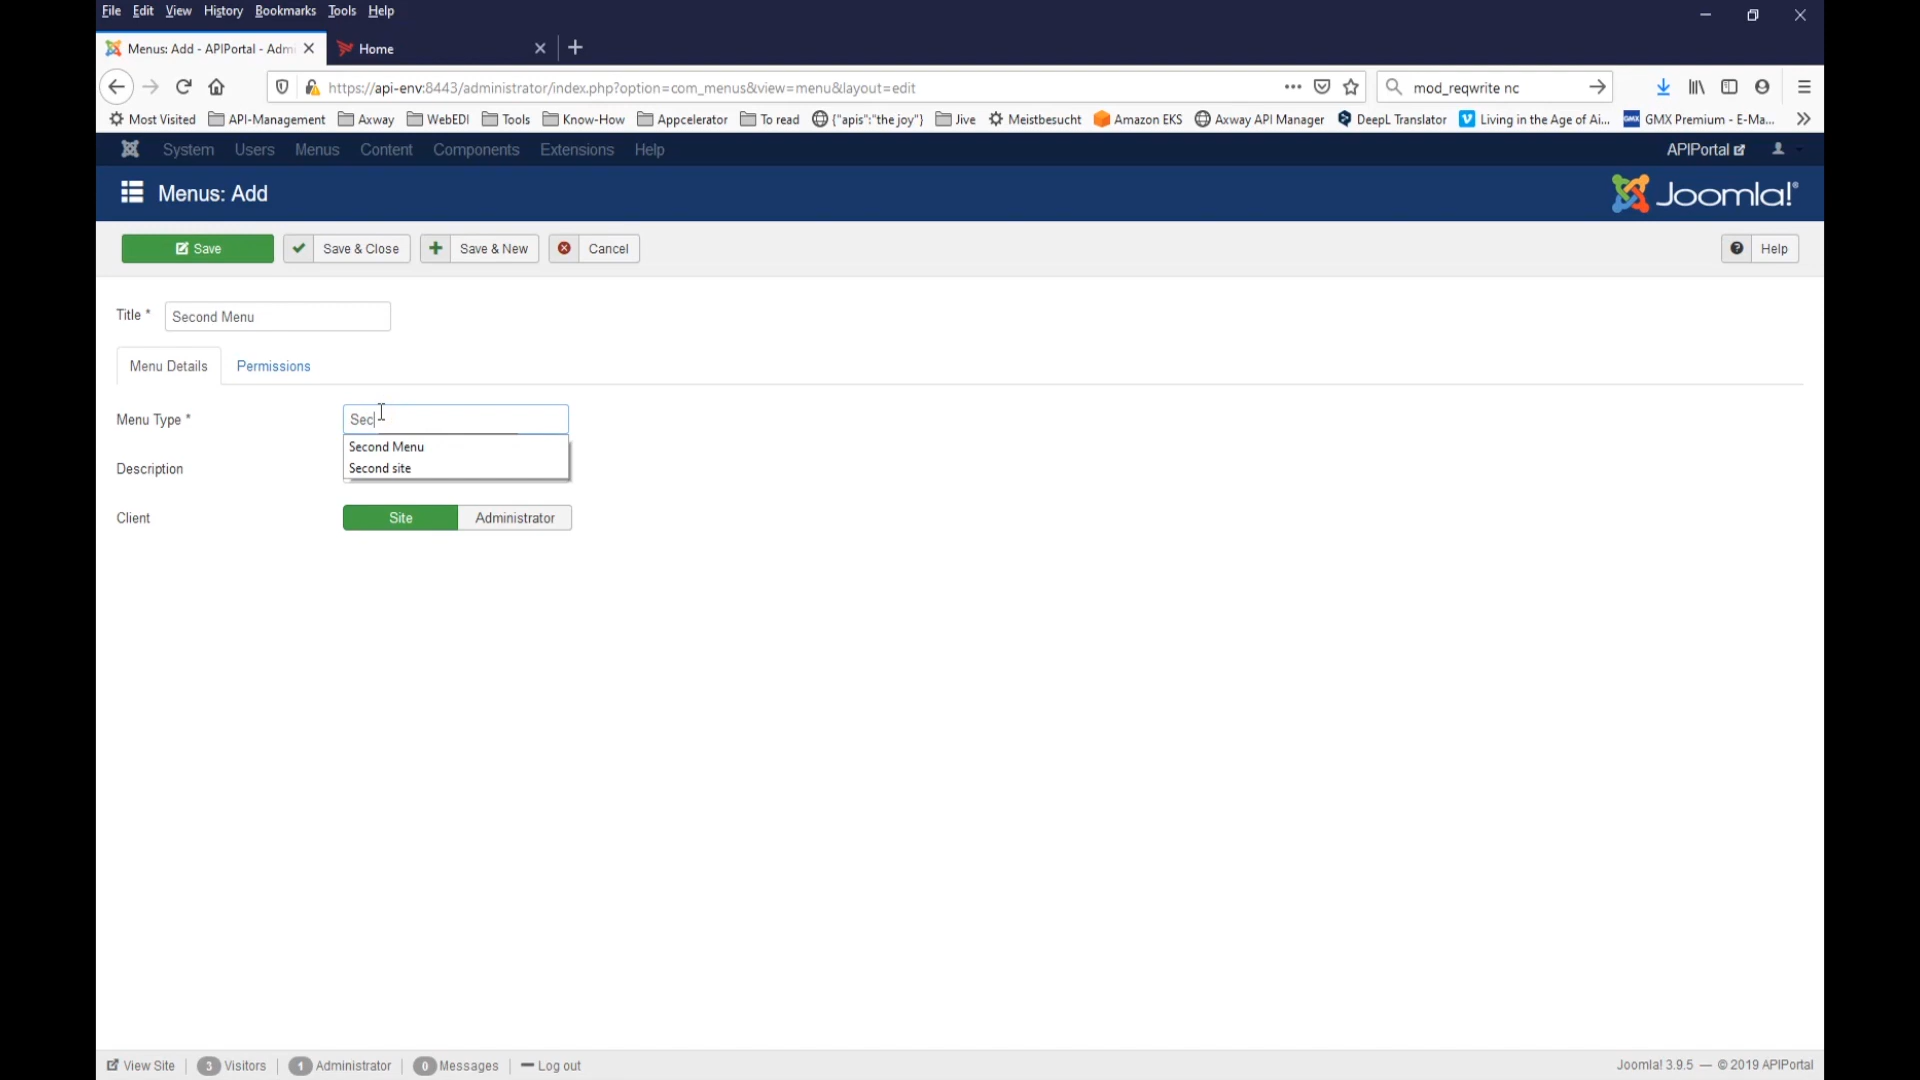 File Edit View History Bookmarks Tools Help
Menus: Add - APIPortal - Adm
Home
https://api-env:8443/administrator/index.php?option=com_menus&view=menu&layout=edit
mod_reqwrite nc
Most Visited API-Management Axway WebEDI Tools Know-How Appcelerator To read {"apis":"the joy"} Jive Meistbesucht Amazon EKS Axway API Manager DeepL Translator Living in the Age of Ai... GMX GMX Premium - E-Ma...
System Users Menus Content Components Extensions Help APIPortal
Menus: Add Joomla!®
Save Save & Close Save & New Cancel Help
Title * Second Menu
Menu Details Permissions
Menu Type * Sec
Second Menu
Description Second site
Client Site Administrator
View Site 3 Visitors 1 Administrator 0 Messages Log out Joomla! 3.9.5 — © 2019 APIPortal